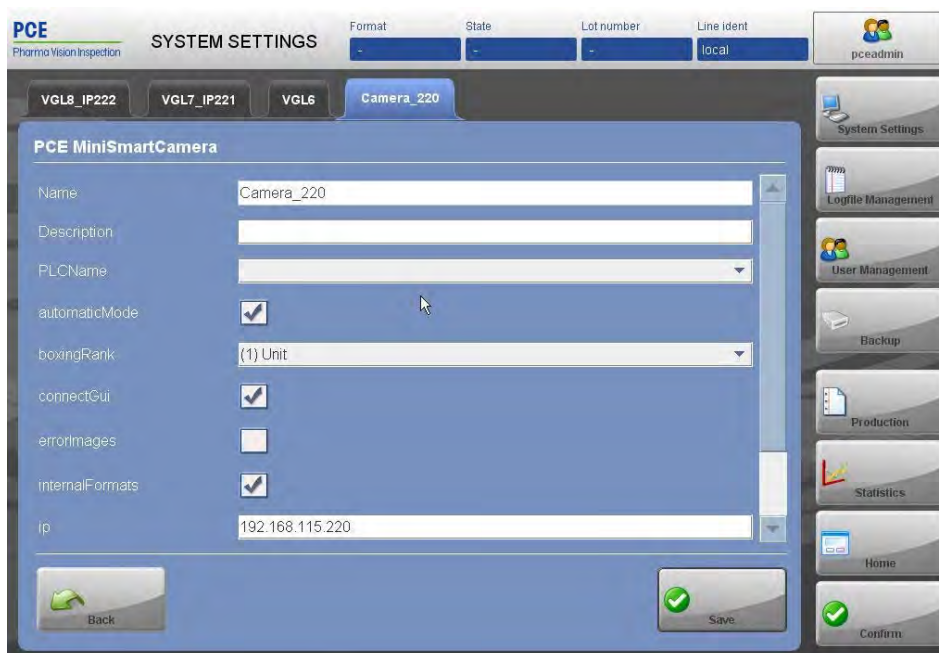 PCE
Pharma Vision Inspection
SYSTEM SETTINGS
Format
-
State
-
Lot number
-
Line ident
local
pceadmin
VGL8_IP222
VGL7_IP221
VGL6
Camera_220
PCE MiniSmartCamera
Name
Camera_220
Description
PLCName
automaticMode
boxingRank
(1) Unit
connectGui
errorImages
internalFormats
ip
192.168.115.220
Back
Save
System Settings
Logfile Management
User Management
Backup
Production
Statistics
Home
Confirm